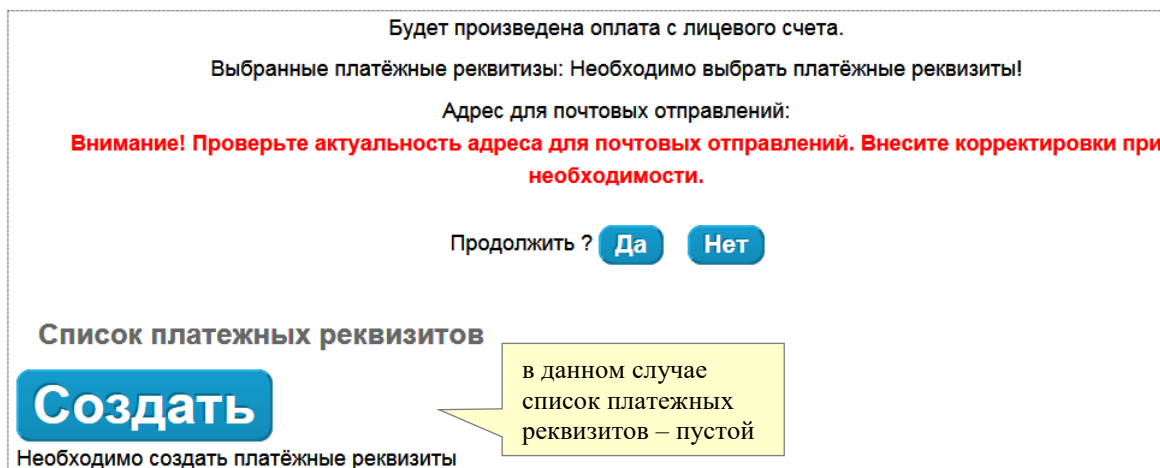 Будет произведена оплата с лицевого счета.
Выбранные платёжные реквитизы: Необходимо выбрать платёжные реквизиты!
Адрес для почтовых отправлений:
Внимание! Проверьте актуальность адреса для почтовых отправлений. Внесите корректировки при
необходимости.
Продолжить ? Да Нет
Список платежных реквизитов
Создать
в данном случае
список платежных
реквизитов – пустой
Необходимо создать платёжные реквизиты